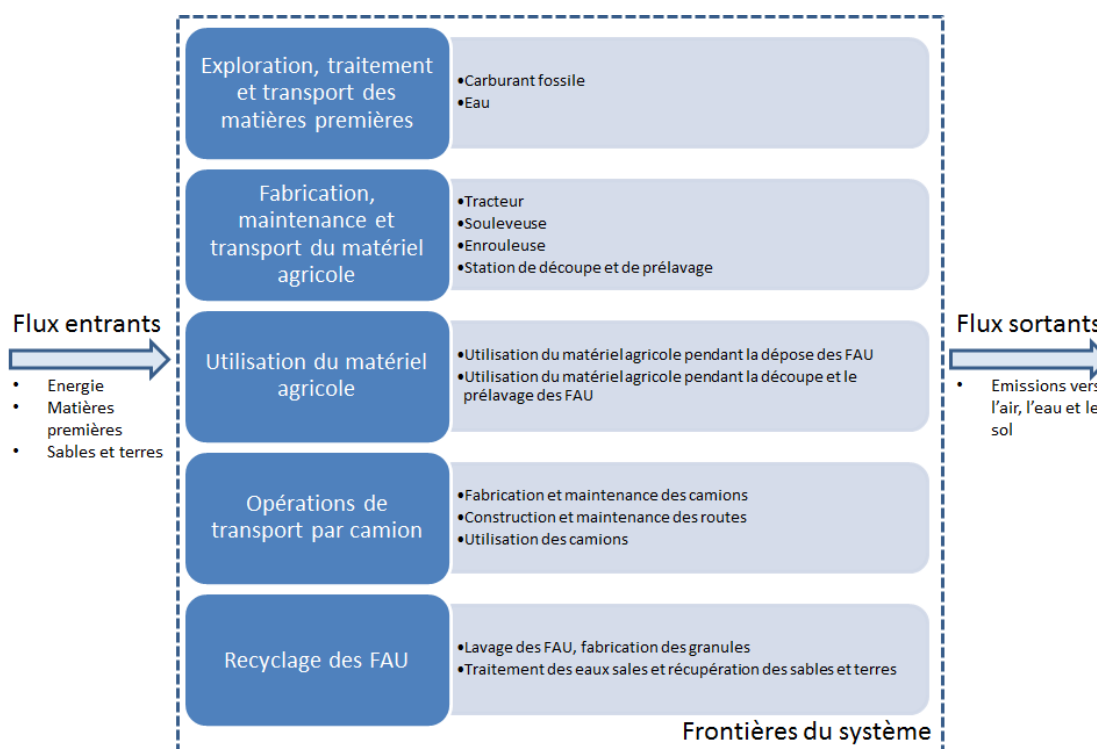 Exploration, traitement
et transport des
matières premières
•Carburant fossile
•Eau
Fabrication,
maintenance et
transport du matériel
agricole
•Tracteur
•Souleveuse
•Enrouleuse
•Station de découpe et de prélavage
Flux entrants
• Energie
• Matières
premières
• Sables et terres
Utilisation du matériel
agricole
•Utilisation du matériel agricole pendant la dépose des FAU
•Utilisation du matériel agricole pendant la découpe et le
prélavage des FAU
Flux sortants
• Emissions vers
l'air, l'eau et le
sol
Opérations de
transport par camion
•Fabrication et maintenance des camions
•Construction et maintenance des routes
•Utilisation des camions
Recyclage des FAU
•Lavage des FAU, fabrication des granules
•Traitement des eaux sales et récupération des sables et terres
Frontières du système